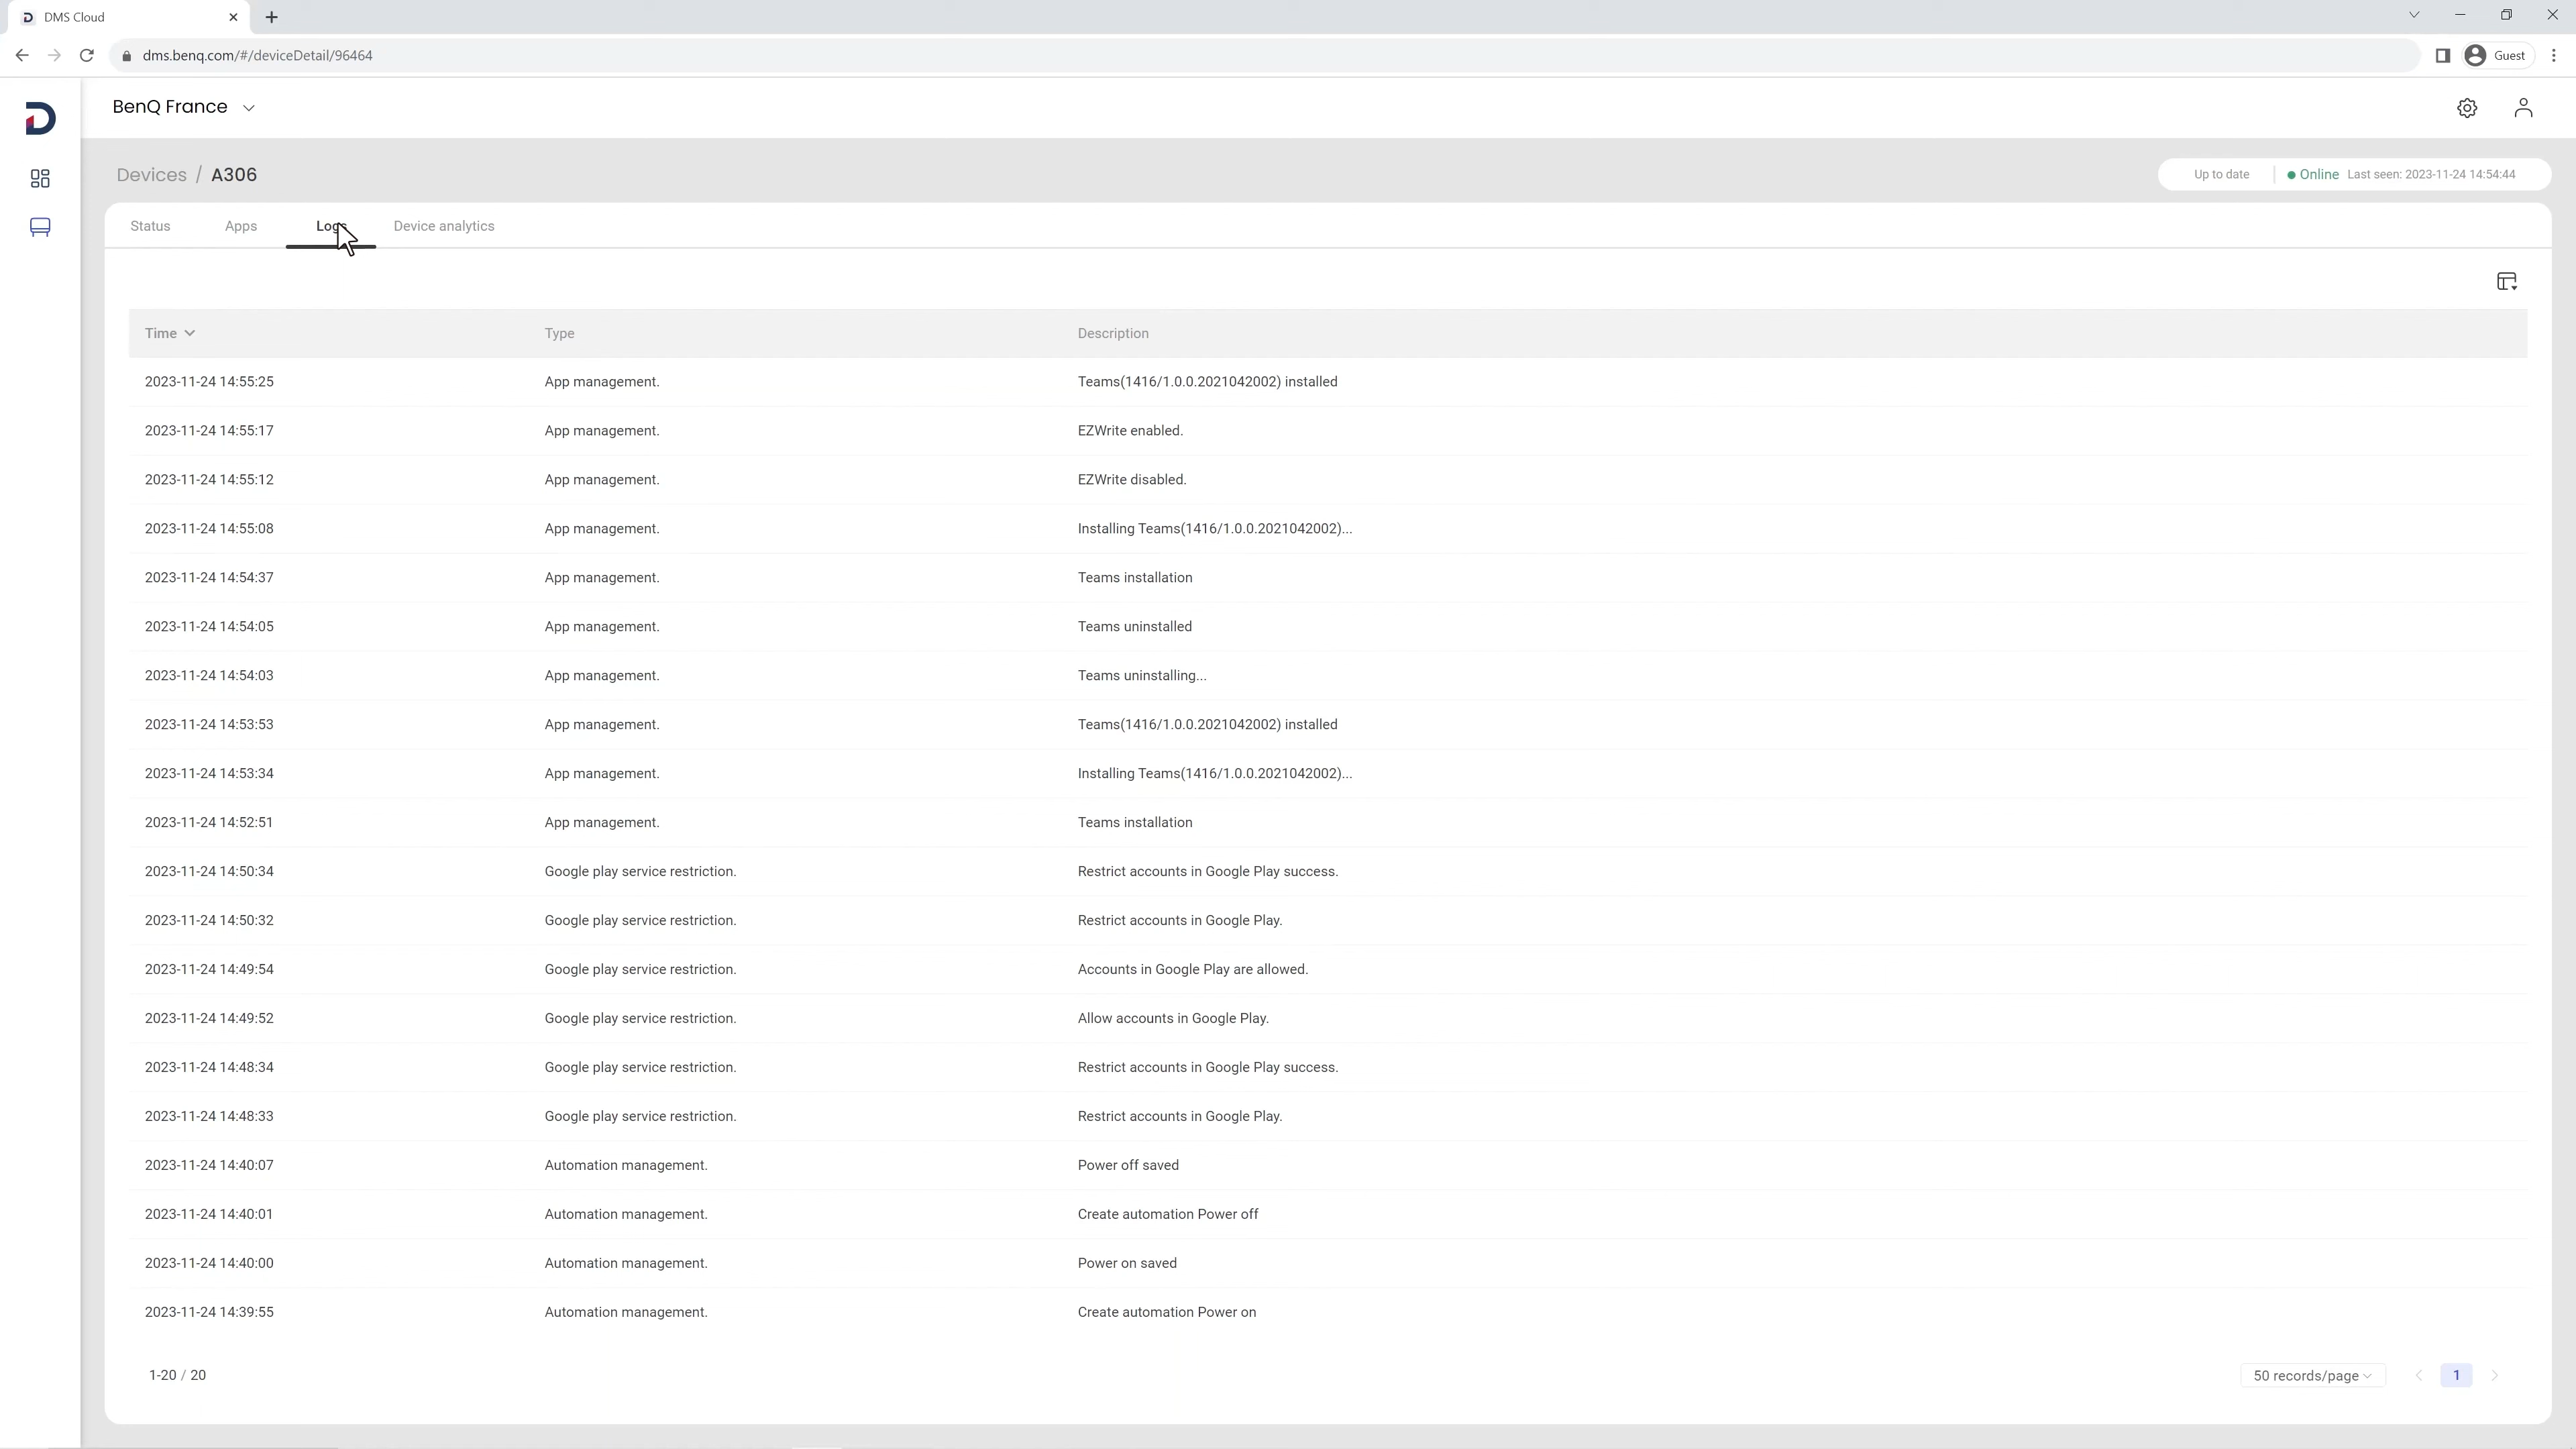 DMS Cloud
dms.benq.com/#/deviceDetail/96464
Guest
BenQ France
Devices / A306
Up to date Online Last seen: 2023-11-24 14:54:44
Status Apps Logs Device analytics
Time Type Description
2023-11-24 14:55:25 App management. Teams(1416/1.0.0.2021042002) installed
2023-11-24 14:55:17 App management. EZWrite enabled.
2023-11-24 14:55:12 App management. EZWrite disabled.
2023-11-24 14:55:08 App management. Installing Teams(1416/1.0.0.2021042002)...
2023-11-24 14:54:37 App management. Teams installation
2023-11-24 14:54:05 App management. Teams uninstalled
2023-11-24 14:54:03 App management. Teams uninstalling...
2023-11-24 14:53:53 App management. Teams(1416/1.0.0.2021042002) installed
2023-11-24 14:53:34 App management. Installing Teams(1416/1.0.0.2021042002)...
2023-11-24 14:52:51 App management. Teams installation
2023-11-24 14:50:34 Google play service restriction. Restrict accounts in Google Play success.
2023-11-24 14:50:32 Google play service restriction. Restrict accounts in Google Play.
2023-11-24 14:49:54 Google play service restriction. Accounts in Google Play are allowed.
2023-11-24 14:49:52 Google play service restriction. Allow accounts in Google Play.
2023-11-24 14:48:34 Google play service restriction. Restrict accounts in Google Play success.
2023-11-24 14:48:33 Google play service restriction. Restrict accounts in Google Play.
2023-11-24 14:40:07 Automation management. Power off saved
2023-11-24 14:40:01 Automation management. Create automation Power off
2023-11-24 14:40:00 Automation management. Power on saved
2023-11-24 14:39:55 Automation management. Create automation Power on
1-20 / 20 50 records/page 1